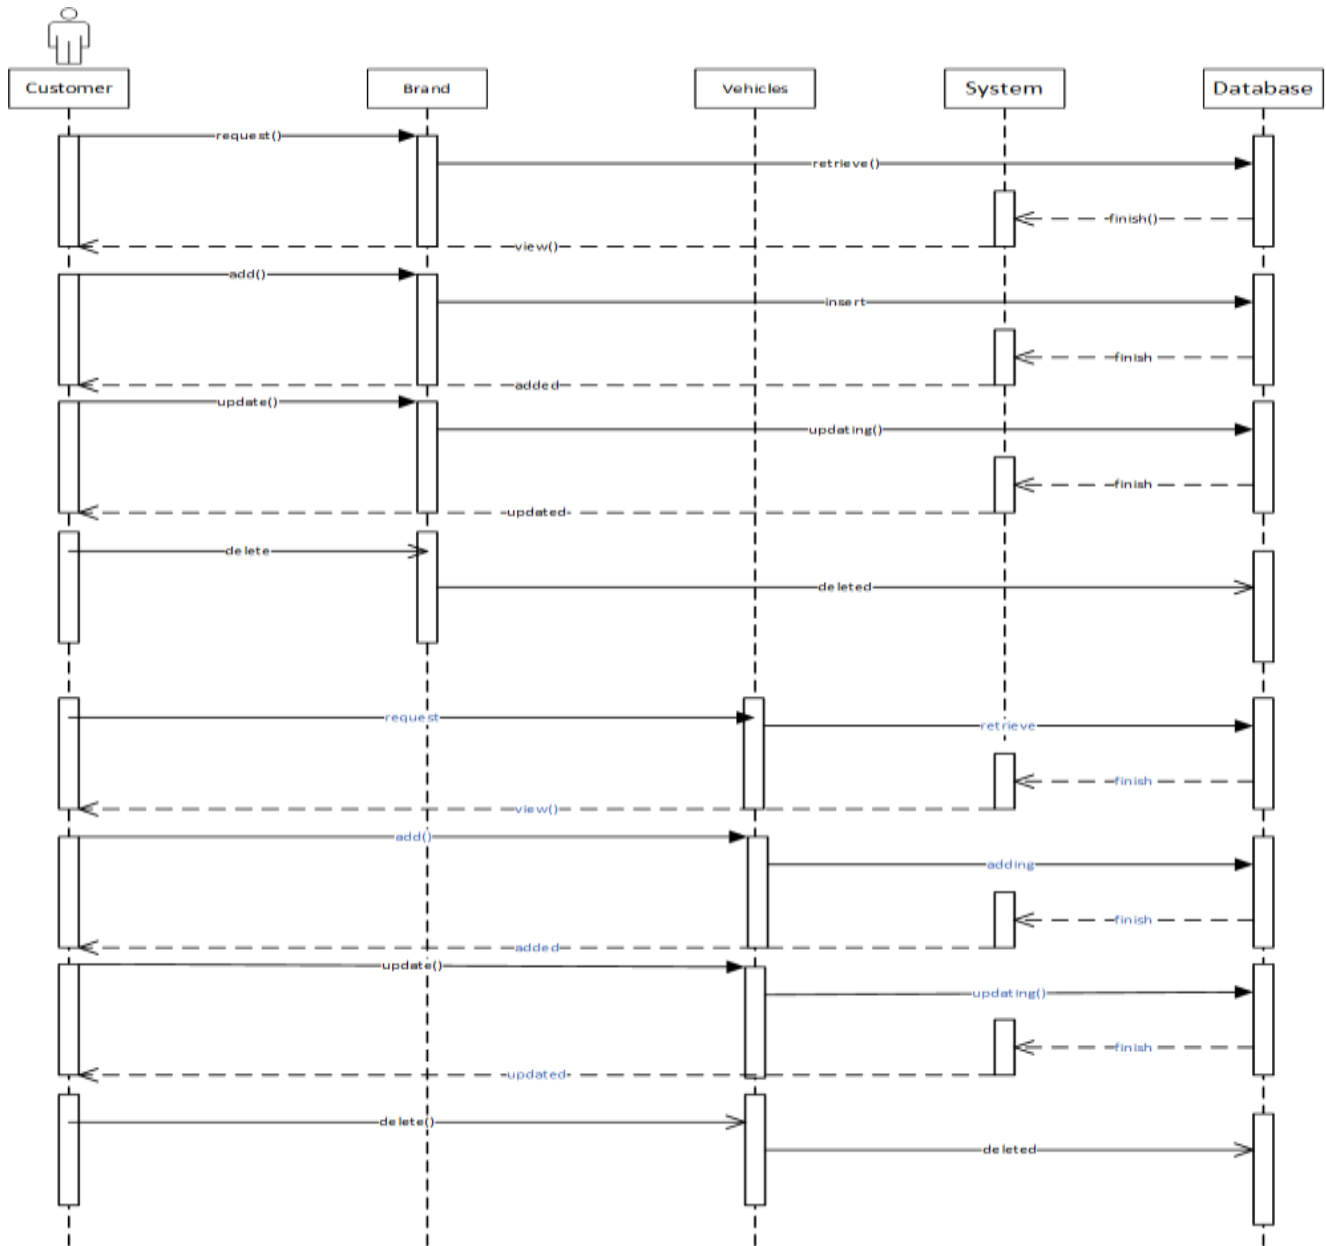 Customer
Brand
Vehicles
System
Database
request()
retrieve()
finish()
view()
add()
insert
finish
added
update()
updating()
finish
updated
delete
deleted
request
retrieve
finish
view()
add()
adding
finish
added
update()
updating()
finish
updated
delete()
deleted